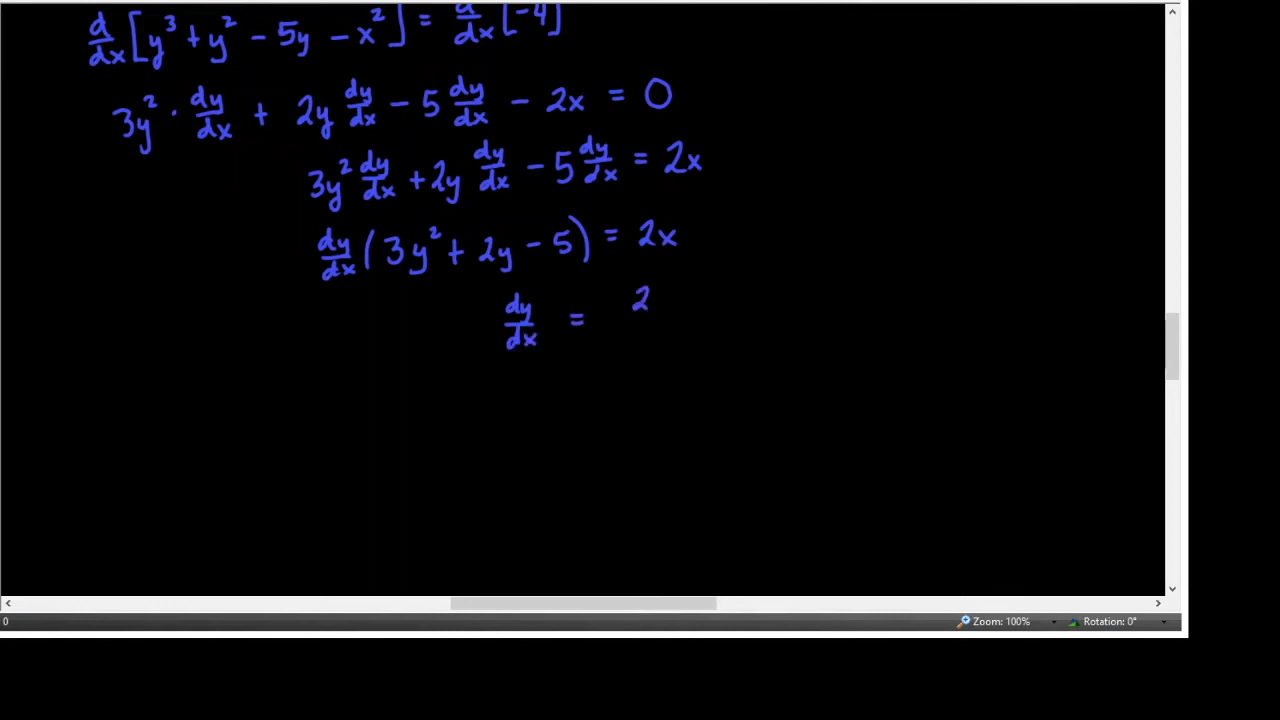 d/dx [y³ + y² - 5y - x²] = d/dx [-4]
3y² · dy/dx + 2y dy/dx - 5 dy/dx - 2x = 0
3y² dy/dx + 2y dy/dx - 5 dy/dx = 2x
dy/dx (3y² + 2y - 5) = 2x
dy/dx = 2
0 Zoom: 100% Rotation: 0°